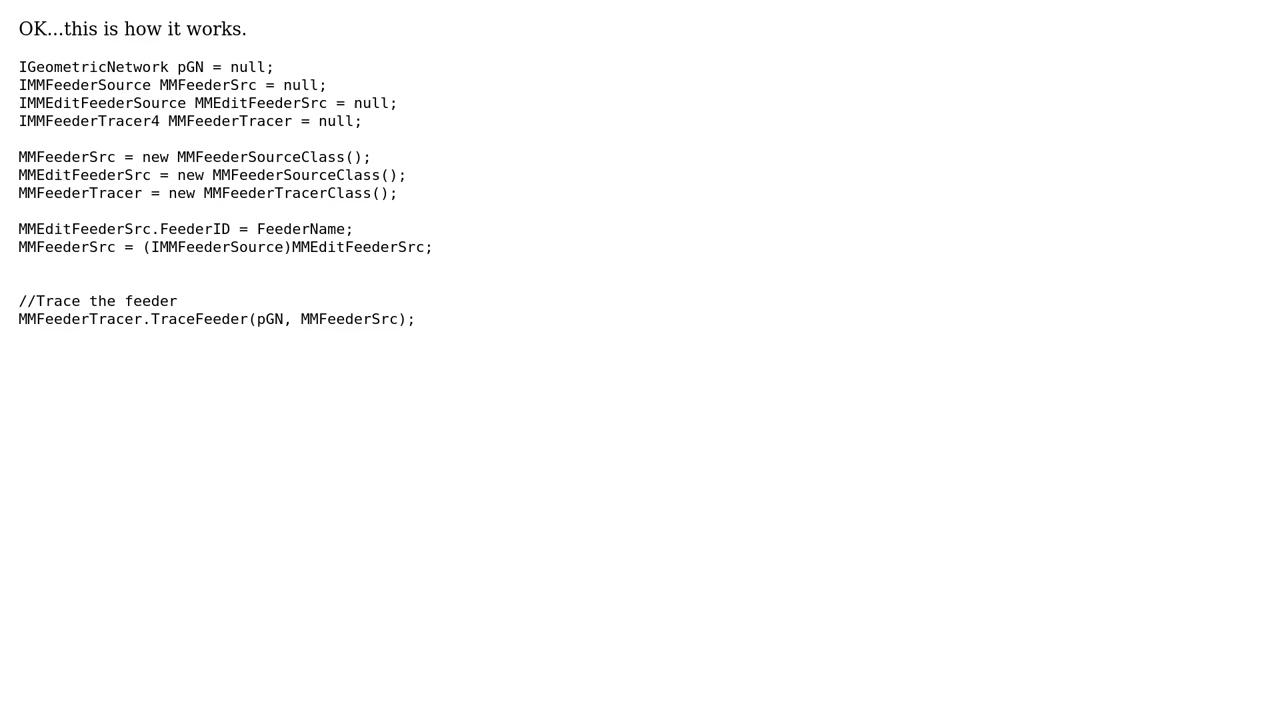 OK...this is how it works.
IGeometricNetwork pGN = null;
IMMFeederSource MMFeederSrc = null;
IMMEditFeederSource MMEditFeederSrc = null;
IMMFeederTracer4 MMFeederTracer = null;
MMFeederSrc = new MMFeederSourceClass();
MMEditFeederSrc = new MMFeederSourceClass();
MMFeederTracer = new MMFeederTracerClass();
MMEditFeederSrc.FeederID = FeederName;
MMFeederSrc = (IMMFeederSource)MMEditFeederSrc;
//Trace the feeder
MMFeederTracer.TraceFeeder(pGN, MMFeederSrc);